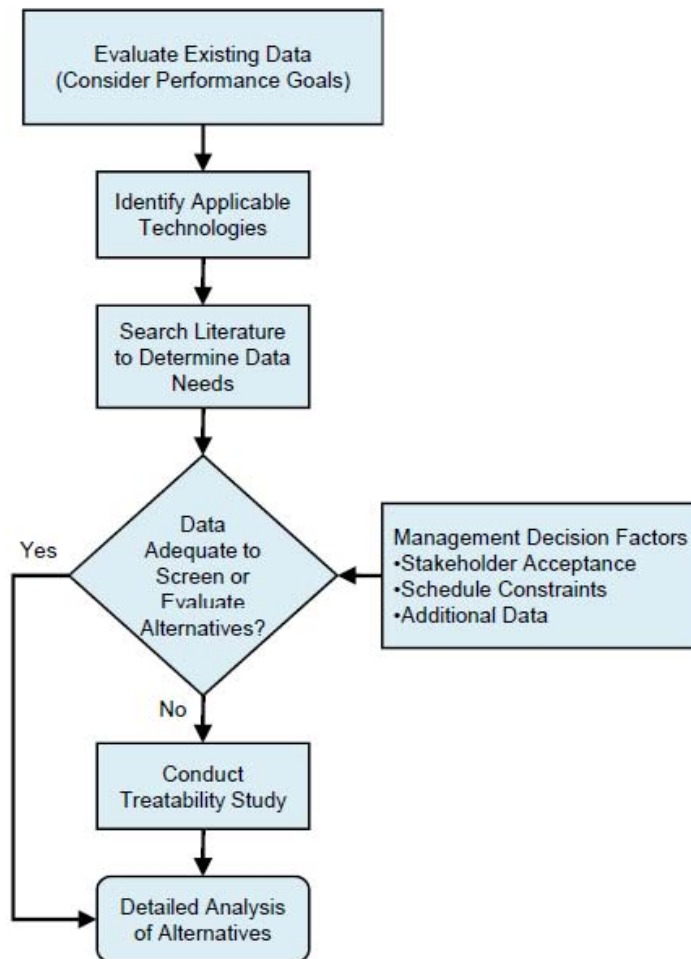 Evaluate Existing Data
(Consider Performance Goals)
Identify Applicable
Technologies
Search Literature
to Determine Data
Needs
Data
Adequate to
Screen or
Evaluate
Alternatives?
Yes
Management Decision Factors
•Stakeholder Acceptance
•Schedule Constraints
•Additional Data
No
Conduct
Treatability Study
Detailed Analysis
of Alternatives